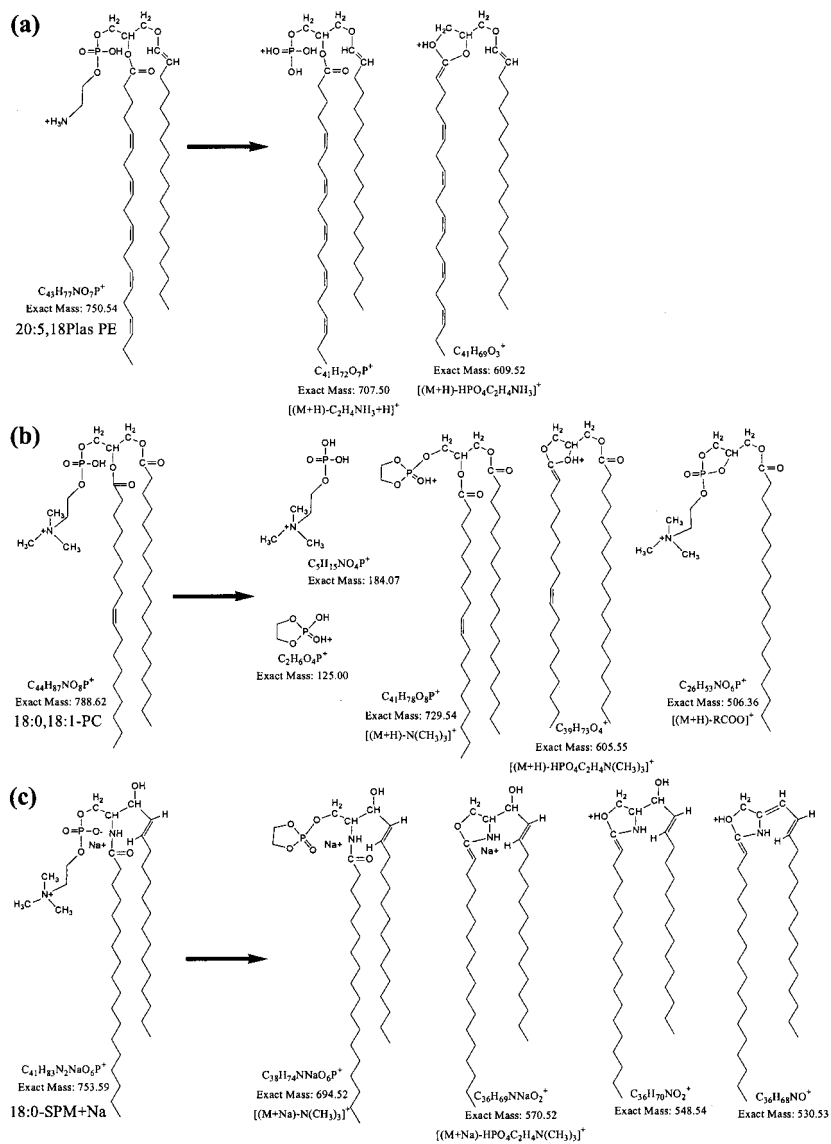 (a)
C43H77NO7P+
Exact Mass: 750.54
20:5,18Plas PE
C41H72O7P+
Exact Mass: 707.50
[(M+H)-C2H4NH3+H]+
C41H69O3+
Exact Mass: 609.52
[(M+H)-HPO4C2H4NH3]+
(b)
C44H87NO8P+
Exact Mass: 788.62
18:0,18:1-PC
C5H15NO4P+
Exact Mass: 184.07
C2H6O4P+
Exact Mass: 125.00
C41H78O8P+
Exact Mass: 729.54
[(M+H)-N(CH3)3]+
C39H73O4+
Exact Mass: 605.55
[(M+H)-HPO4C2H4N(CH3)3]+
C26H53NO6P+
Exact Mass: 506.36
[(M+H)-RCOO]+
(c)
C41H83N2NaO6P+
Exact Mass: 753.59
18:0-SPM+Na
C38H74NNaO6P+
Exact Mass: 694.52
[(M+Na)-N(CH3)3]+
C36H69NNaO2+
Exact Mass: 570.52
[(M+Na)-HPO4C2H4N(CH3)3]+
C36H70NO2+
Exact Mass: 548.54
C36H68NO+
Exact Mass: 530.53